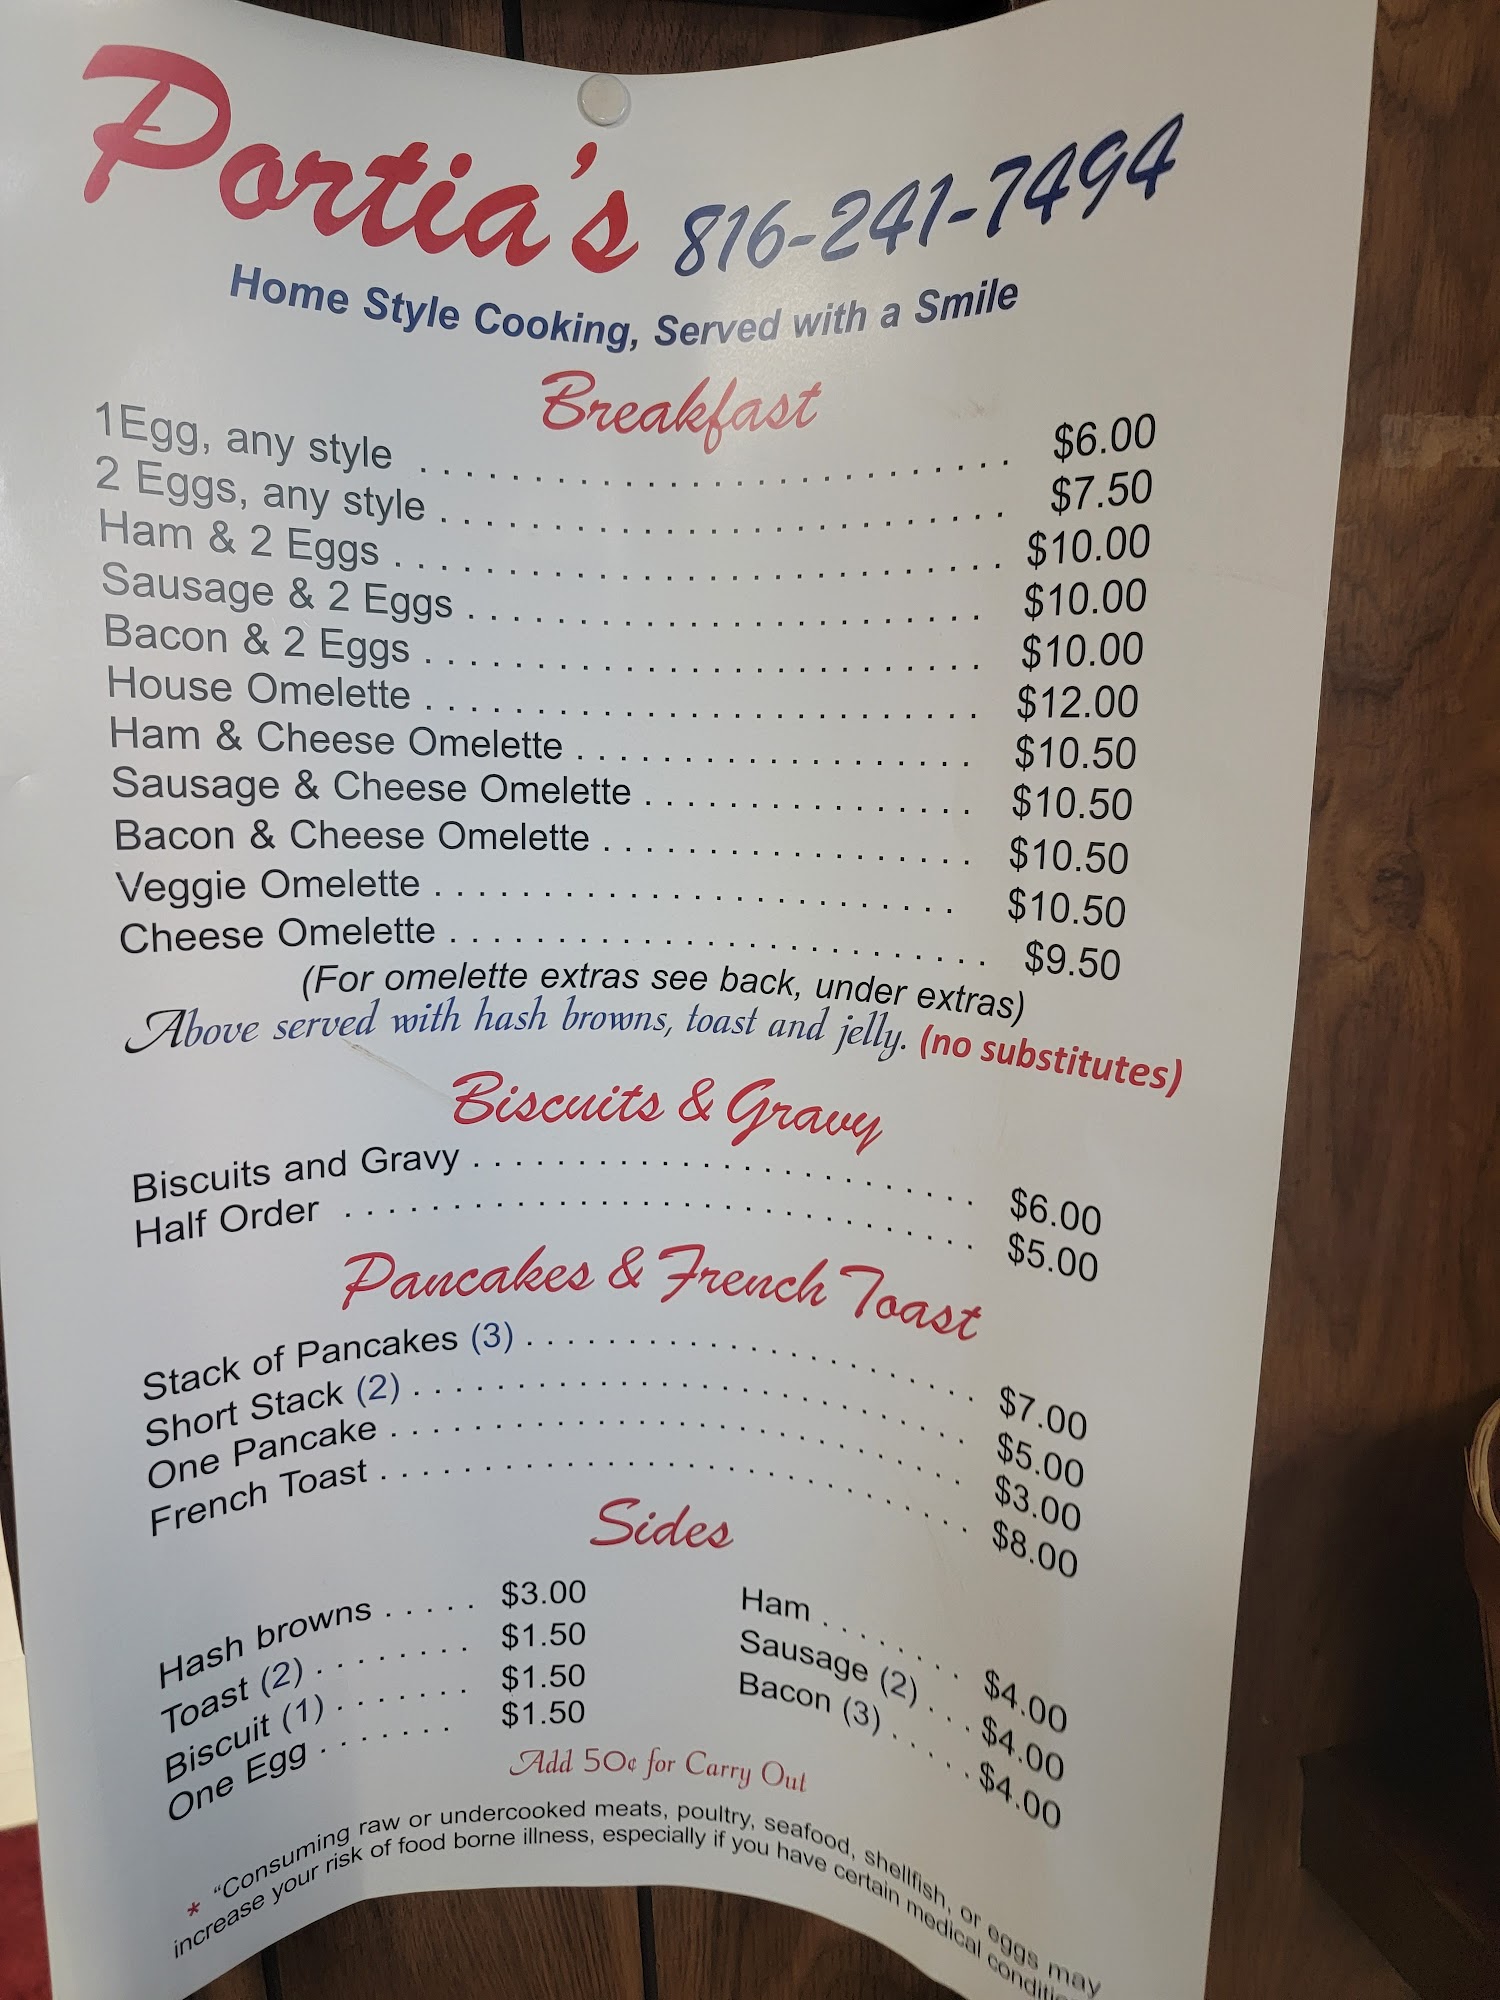 Portia's 816-241-7494
Home Style Cooking, Served with a Smile
Breakfast
1Egg, any style . . . . . . . . . . . . . . . . . . . . . . $6.00
2 Eggs, any style . . . . . . . . . . . . . . . . . . . . . . $7.50
Ham & 2 Eggs . . . . . . . . . . . . . . . . . . . . . . $10.00
Sausage & 2 Eggs . . . . . . . . . . . . . . . . . . . . $10.00
Bacon & 2 Eggs . . . . . . . . . . . . . . . . . . . . . $10.00
House Omelette . . . . . . . . . . . . . . . . . . . . . $12.00
Ham & Cheese Omelette . . . . . . . . . . . . . . . . $10.50
Sausage & Cheese Omelette . . . . . . . . . . . . . $10.50
Bacon & Cheese Omelette . . . . . . . . . . . . . . . $10.50
Veggie Omelette . . . . . . . . . . . . . . . . . . . . $10.50
Cheese Omelette . . . . . . . . . . . . . . . . . . . . $9.50
(For omelette extras see back, under extras)
Above served with hash browns, toast and jelly. (no substitutes)
Biscuits & Gravy
Biscuits and Gravy . . . . . . . . . . . . . . . . . . . $6.00
Half Order . . . . . . . . . . . . . . . . . . . . . . . $5.00
Pancakes & French Toast
Stack of Pancakes (3) . . . . . . . . . . . . . . . . . $7.00
Short Stack (2) . . . . . . . . . . . . . . . . . . . . . $5.00
One Pancake . . . . . . . . . . . . . . . . . . . . . . $3.00
French Toast . . . . . . . . . . . . . . . . . . . . . . $8.00
Sides
Hash browns . . . . . $3.00
Toast (2) . . . . . . . . $1.50
Biscuit (1) . . . . . . . $1.50
One Egg . . . . . . . $1.50
Ham . . . . . . . . $4.00
Sausage (2) . . . $4.00
Bacon (3) . . . . . $4.00
Add 50¢ for Carry Out
* "Consuming raw or undercooked meats, poultry, seafood, shellfish, or eggs may
increase your risk of food borne illness, especially if you have certain medical